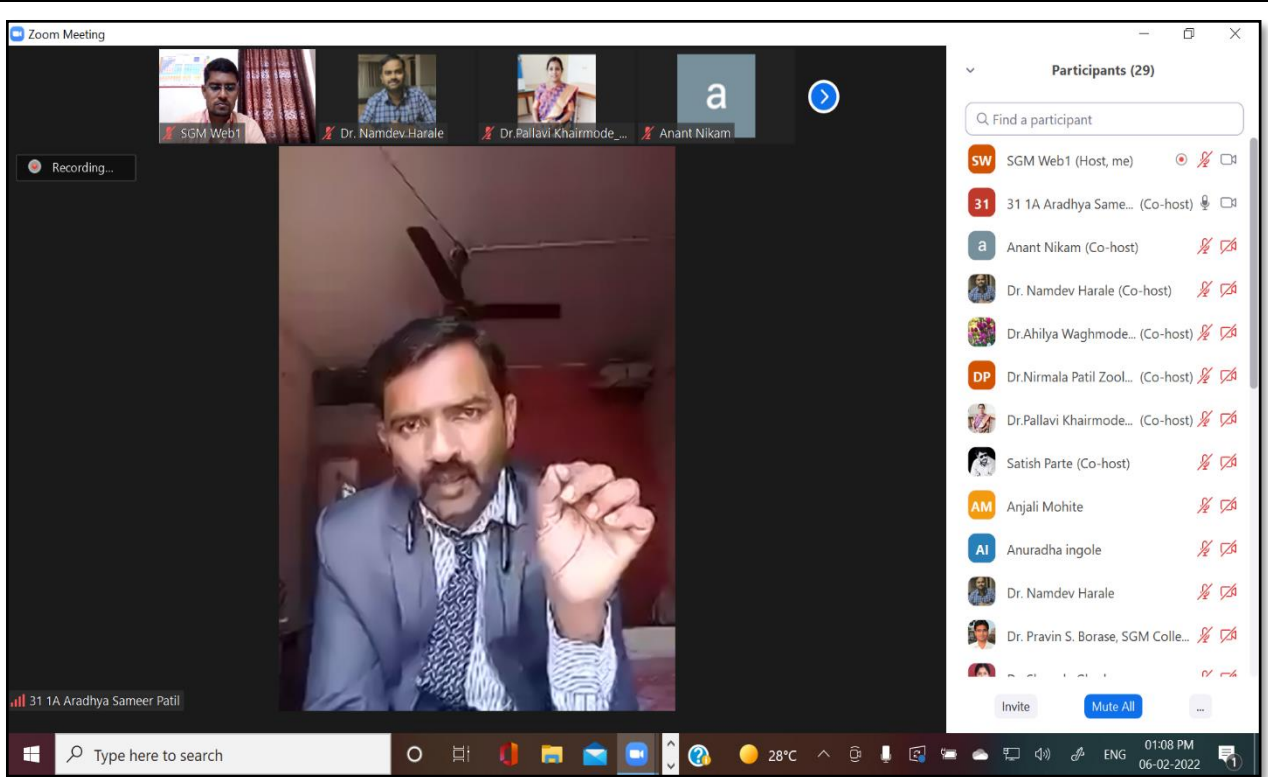 Zoom Meeting
SGM Web1
Dr. Namdev Harale
Dr.Pallavi Khairmode_...
a
Anant Nikam
Recording...
31 1A Aradhya Sameer Patil
Participants (29)
Find a participant
SW SGM Web1 (Host, me)
31 31 1A Aradhya Same... (Co-host)
a Anant Nikam (Co-host)
Dr. Namdev Harale (Co-host)
Dr.Ahilya Waghmode... (Co-host)
DP Dr.Nirmala Patil Zool... (Co-host)
Dr.Pallavi Khairmode... (Co-host)
Satish Parte (Co-host)
AM Anjali Mohite
AI Anuradha ingole
Dr. Namdev Harale
Dr. Pravin S. Borase, SGM Colle...
Invite
Mute All
...
Type here to search
28°C
ENG
01:08 PM
06-02-2022
1